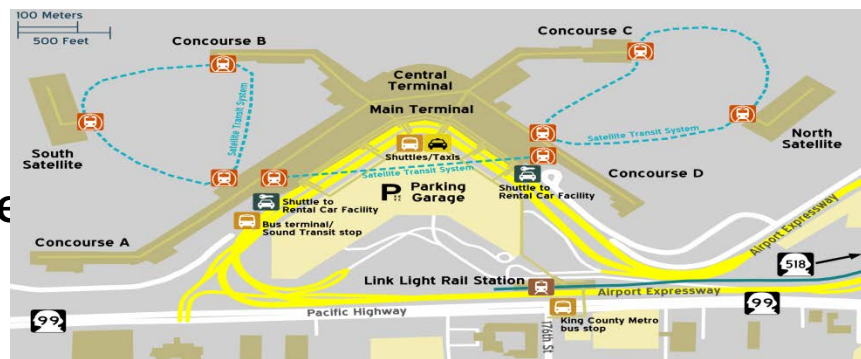 100 Meters
500 Feet
Concourse B
Concourse C
Central
Terminal
Main Terminal
Satellite Transit System
Satellite Transit System
South
Satellite
North
Satellite
Shuttles/Taxis
Satellite Transit System
Concourse D
Shuttle to
Rental Car Facility
P
Parking
Garage
Shuttle to
Rental Car Facility
Bus terminal/
Sound Transit stop
Concourse A
Airport Expressway
518
Link Light Rail Station
Airport Expressway
99
99
Pacific Highway
176th St.
King County Metro
bus stop
e